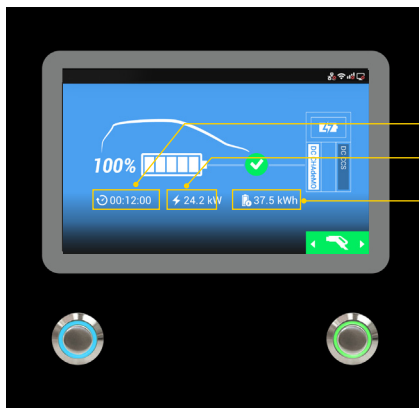 100%
DC CHAdeMO
DC CCS
00:12:00
24.2 kW
37.5 kWh